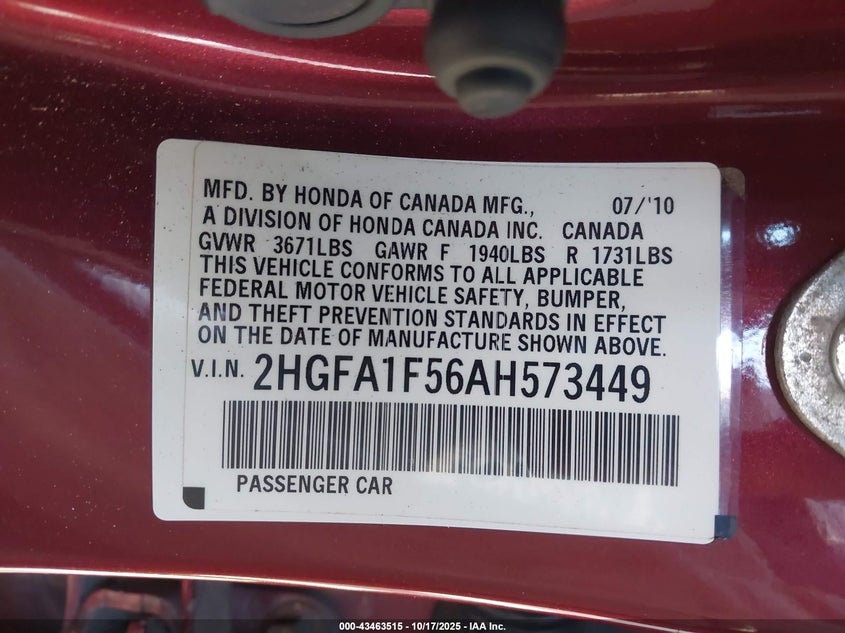 MFD. BY HONDA OF CANADA MFG., 07/'10
A DIVISION OF HONDA CANADA INC. CANADA
GVWR 3671LBS GAWR F 1940LBS R 1731LBS
THIS VEHICLE CONFORMS TO ALL APPLICABLE
FEDERAL MOTOR VEHICLE SAFETY, BUMPER,
AND THEFT PREVENTION STANDARDS IN EFFECT
ON THE DATE OF MANUFACTURE SHOWN ABOVE.
V.I.N. 2HGFA1F56AH573449
PASSENGER CAR
000-43463515 - 10/17/2025 - IAA Inc.